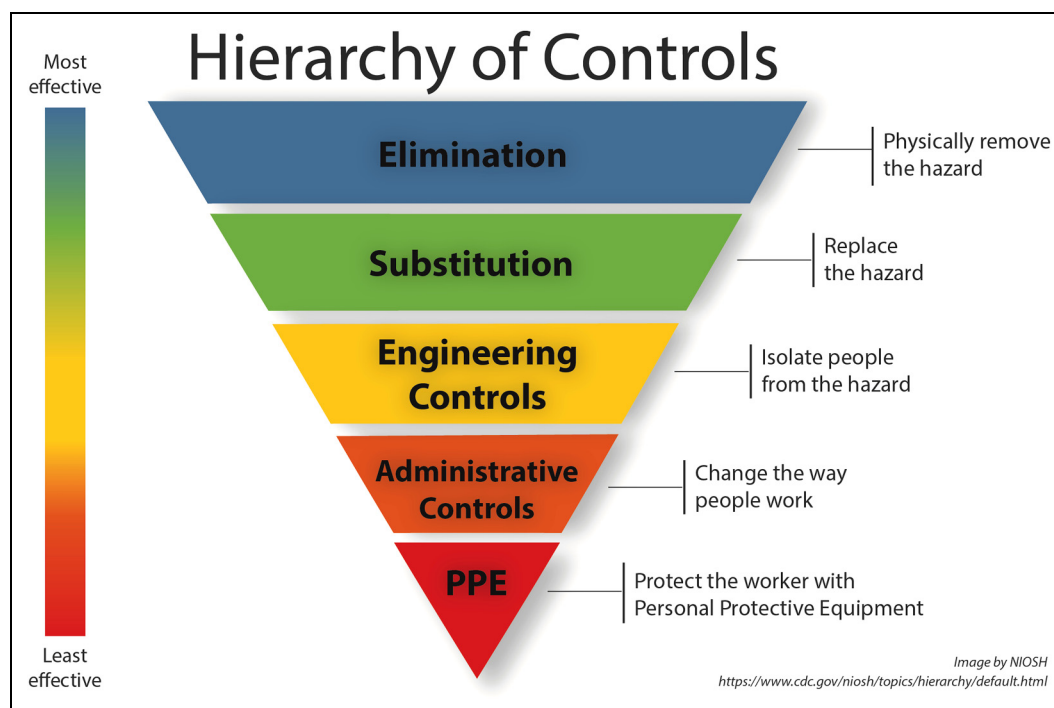 Hierarchy of Controls
Most
effective
Elimination
Physically remove
the hazard
Substitution
Replace
the hazard
Engineering
Controls
Isolate people
from the hazard
Administrative
Controls
Change the way
people work
PPE
Protect the worker with
Personal Protective Equipment
Least
effective
Image by NIOSH
https://www.cdc.gov/niosh/topics/hierarchy/default.html